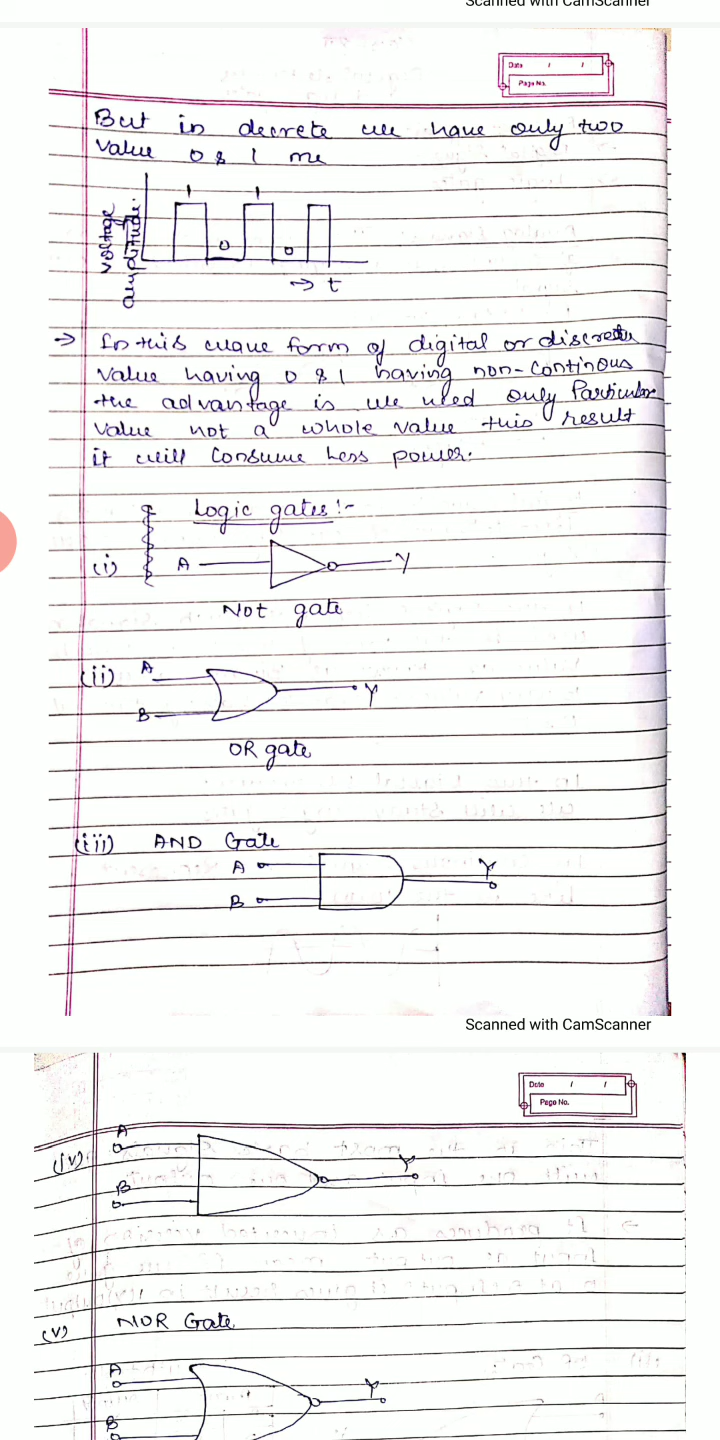 Scanned with CamScanner
Date / /
Page No.
But in decrete we have only two
Value 0 & 1 me
1 1
voltage
amplitude.
0 0
→ t
→ In this wave form of digital or discrete
value having 0 & 1 having non-continous
the advantage is we used only Particular
value not a whole value this result
it will Consume Less power.
Logic gates :-
(i) A Y
Not gate
(ii) A
Y
B
OR gate
(iii) AND Gate
A Y
B
Scanned with CamScanner
Date / /
Page No.
(iv) A
Y
B
(v) NOR Gate
A
Y
B